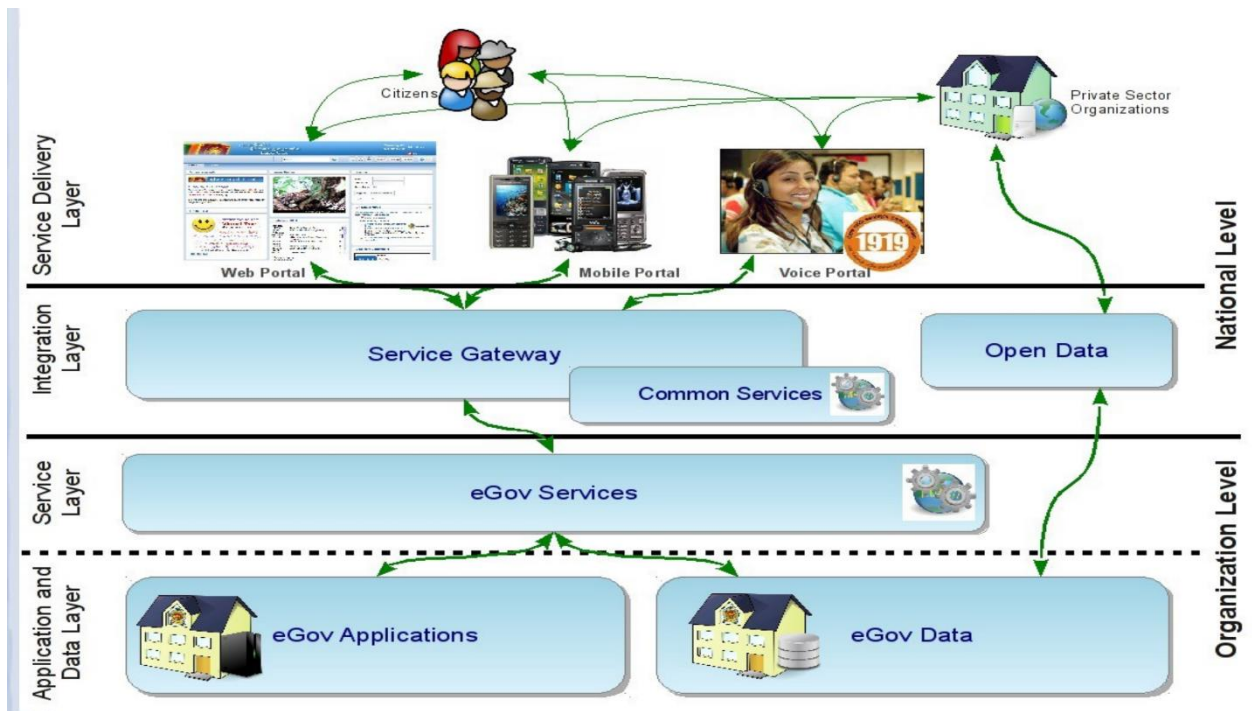 Citizens
Private Sector
Organizations
Service Delivery
Layer
1919
Web Portal
Mobile Portal
Voice Portal
National Level
Integration
Layer
Service Gateway
Open Data
Common Services
Service
Layer
eGov Services
Organization Level
Application and
Data Layer
eGov Applications
eGov Data